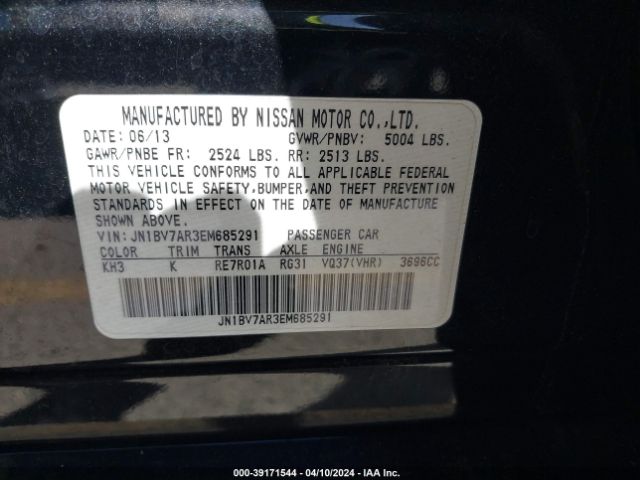 MANUFACTURED BY NISSAN MOTOR CO.,LTD.
DATE: 06/13 GVWR/PNBV: 5004 LBS.
GAWR/PNBE FR: 2524 LBS. RR: 2513 LBS.
THIS VEHICLE CONFORMS TO ALL APPLICABLE FEDERAL
MOTOR VEHICLE SAFETY,BUMPER,AND THEFT PREVENTION
STANDARDS IN EFFECT ON THE DATE OF MANUFACTURE
SHOWN ABOVE.
VIN:JN1BV7AR3EM685291 PASSENGER CAR
COLOR TRIM TRANS AXLE ENGINE
KH3 K RE7R01A RG31 VQ37(VHR) 3696CC
JN1BV7AR3EM685291
000-39171544 — 04/10/2024 — IAA Inc.